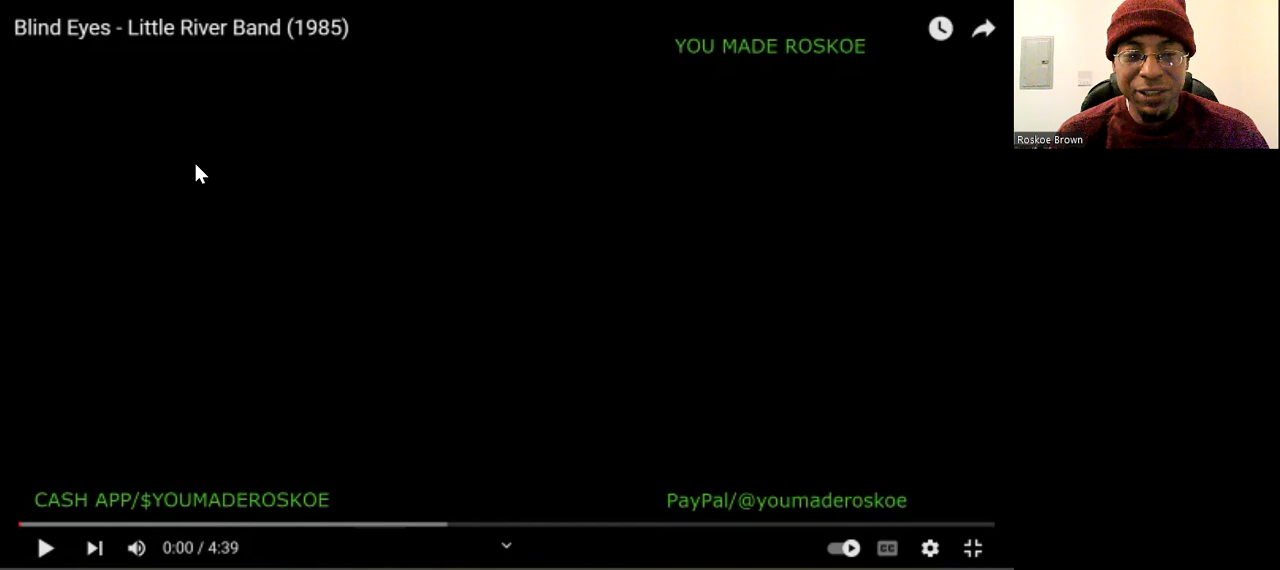 Blind Eyes - Little River Band (1985)
YOU MADE ROSKOE
Roskoe Brown
CASH APP/$YOUMADEROSKOE
PayPal/@youmaderoskoe
0:00 / 4:39
CC